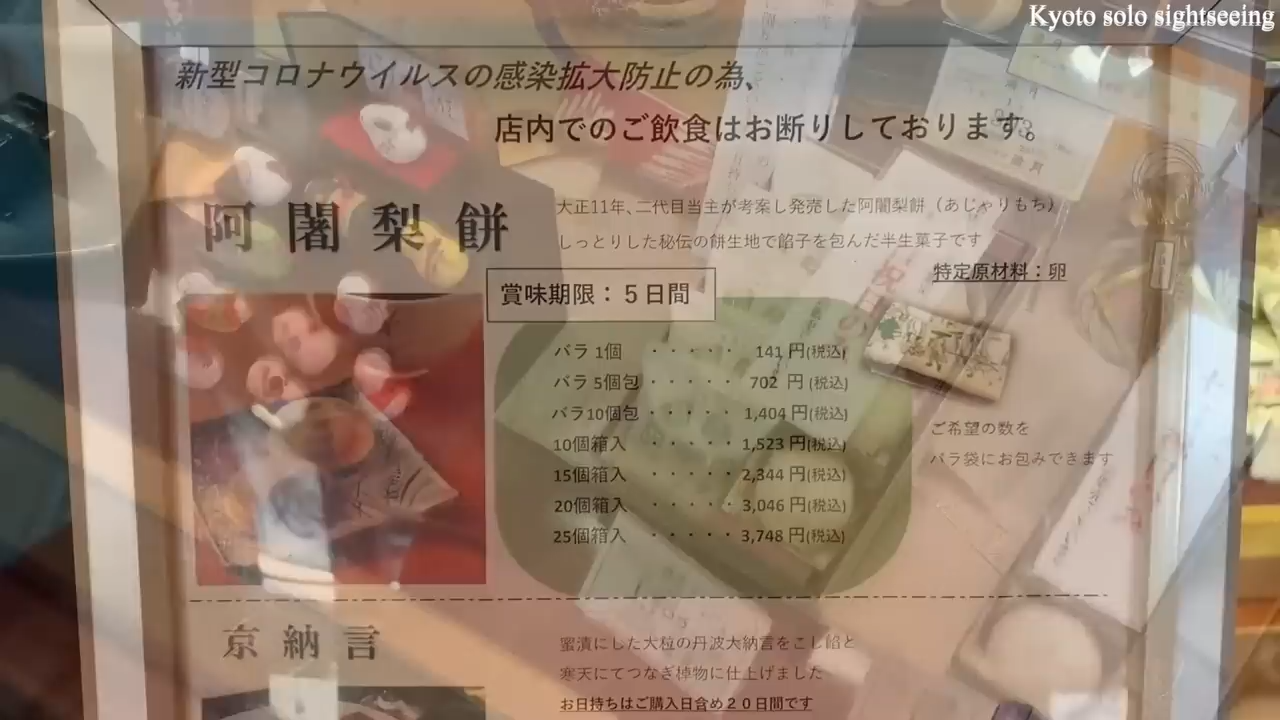 Kyoto solo sightseeing
新型コロナウイルスの感染拡大防止の為、
店内でのご飲食はお断りしております。
阿闍梨餅
大正11年、二代目当主が考案し発売した阿闍梨餅（あじゃりもち）
しっとりした秘伝の餅生地で餡子を包んだ半生菓子です
特定原材料：卵
賞味期限：５日間
バラ 1個 ・・・・・ 141 円(税込)
バラ 5個包 ・・・・・ 702 円 (税込)
バラ10個包 ・・・・・ 1,404 円(税込)
10個箱入 ・・・・・ 1,523 円(税込)
15個箱入 ・・・・・ 2,344 円(税込)
20個箱入 ・・・・・ 3,046 円(税込)
25個箱入 ・・・・・ 3,748 円(税込)
ご希望の数を
バラ袋にお包みできます
京納言
蜜漬にした大粒の丹波大納言をこし餡と
寒天にてつなぎ棹物に仕上げました
お日持ちはご購入日含め２０日間です